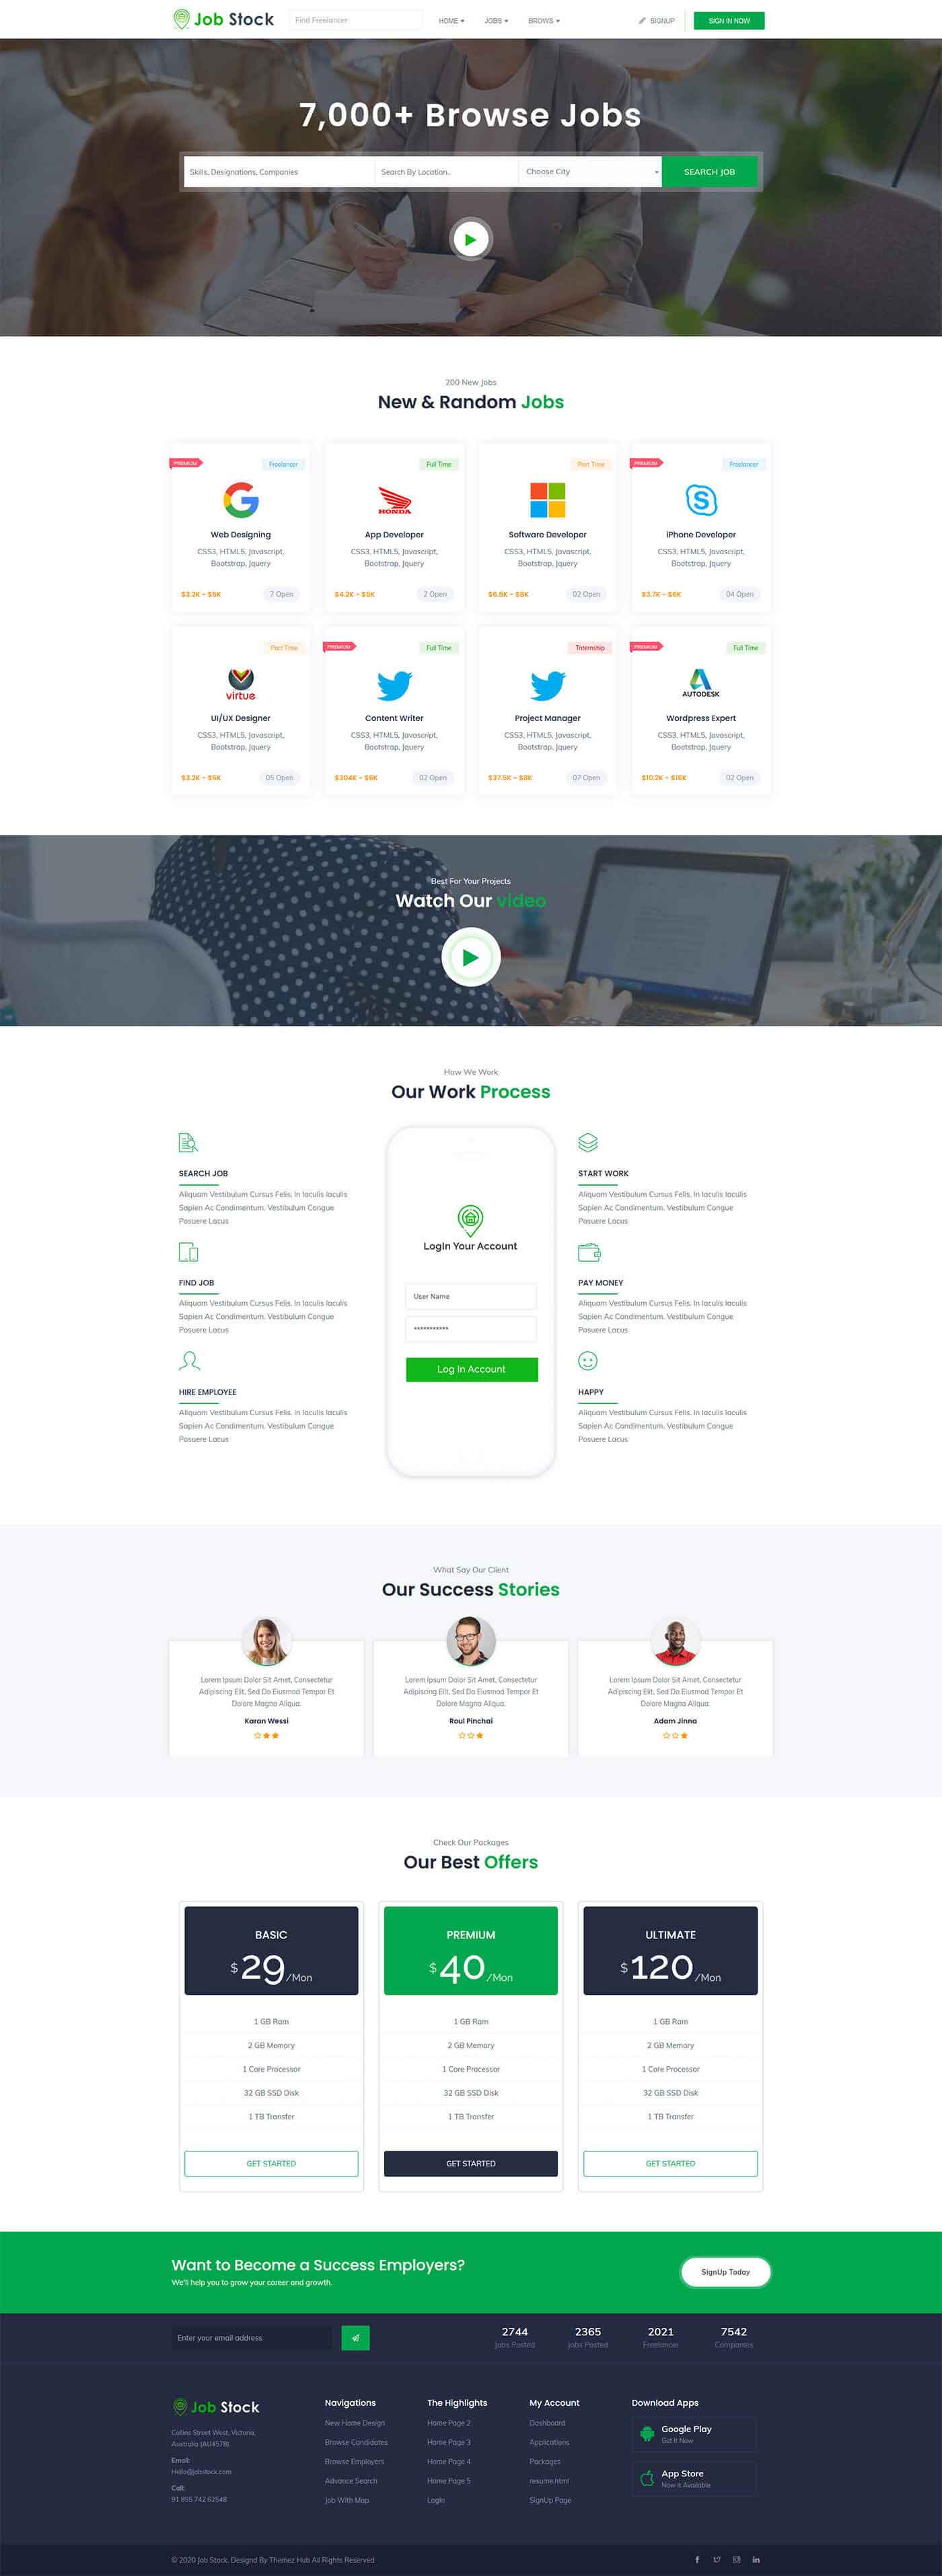 Job Stock
Find Freelancer
HOME
JOBS
BROWS
SIGNUP
SIGN IN NOW
7,000+ Browse Jobs
Skills, Designations, Companies
Search By Location..
Choose City
SEARCH JOB
200 New Jobs
New & Random Jobs
PREMIUM
Freelancer
Full Time
Part Time
PREMIUM
Freelancer
HONDA
Web Designing
App Developer
Software Developer
iPhone Developer
CSS3, HTML5, Javascript,
Bootstrap, Jquery
CSS3, HTML5, Javascript,
Bootstrap, Jquery
CSS3, HTML5, Javascript,
Bootstrap, Jquery
CSS3, HTML5, Javascript,
Bootstrap, Jquery
$3.2K - $5K
7 Open
$4.2K - $5K
2 Open
$6.5K - $8K
02 Open
$3.7K - $6K
04 Open
Part Time
PREMIUM
Full Time
Internship
PREMIUM
Full Time
virtue
AUTODESK
UI/UX Designer
Content Writer
Project Manager
Wordpress Expert
CSS3, HTML5, Javascript,
Bootstrap, Jquery
CSS3, HTML5, Javascript,
Bootstrap, Jquery
CSS3, HTML5, Javascript,
Bootstrap, Jquery
CSS3, HTML5, Javascript,
Bootstrap, Jquery
$3.2K - $5K
05 Open
$304K - $6K
02 Open
$37.5K - $8K
07 Open
$10.2K - $16K
02 Open
Best For Your Projects
Watch Our video
How We Work
Our Work Process
SEARCH JOB
Aliquam Vestibulum Cursus Felis. In Iaculis Iaculis
Sapien Ac Condimentum. Vestibulum Congue
Posuere Lacus
FIND JOB
Aliquam Vestibulum Cursus Felis. In Iaculis Iaculis
Sapien Ac Condimentum. Vestibulum Congue
Posuere Lacus
HIRE EMPLOYEE
Aliquam Vestibulum Cursus Felis. In Iaculis Iaculis
Sapien Ac Condimentum. Vestibulum Congue
Posuere Lacus
LogIn Your Account
User Name
***********
Log In Account
START WORK
Aliquam Vestibulum Cursus Felis. In Iaculis Iaculis
Sapien Ac Condimentum. Vestibulum Congue
Posuere Lacus
PAY MONEY
Aliquam Vestibulum Cursus Felis. In Iaculis Iaculis
Sapien Ac Condimentum. Vestibulum Congue
Posuere Lacus
HAPPY
Aliquam Vestibulum Cursus Felis. In Iaculis Iaculis
Sapien Ac Condimentum. Vestibulum Congue
Posuere Lacus
What Say Our Client
Our Success Stories
Lorem Ipsum Dolor Sit Amet, Consectetur
Adipiscing Elit, Sed Do Eiusmod Tempor Et
Dolore Magna Aliqua.
Karan Wessi
Lorem Ipsum Dolor Sit Amet, Consectetur
Adipiscing Elit, Sed Do Eiusmod Tempor Et
Dolore Magna Aliqua.
Roul Pinchai
Lorem Ipsum Dolor Sit Amet, Consectetur
Adipiscing Elit, Sed Do Eiusmod Tempor Et
Dolore Magna Aliqua.
Adam Jinna
Check Our Packages
Our Best Offers
BASIC
$29/Mon
1 GB Ram
2 GB Memory
1 Core Processor
32 GB SSD Disk
1 TB Transfer
GET STARTED
PREMIUM
$40/Mon
1 GB Ram
2 GB Memory
1 Core Processor
32 GB SSD Disk
1 TB Transfer
GET STARTED
ULTIMATE
$120/Mon
1 GB Ram
2 GB Memory
1 Core Processor
32 GB SSD Disk
1 TB Transfer
GET STARTED
Want to Become a Success Employers?
We'll help you to grow your career and growth.
SignUp Today
Enter your email address
2744
Jobs Posted
2365
Jobs Posted
2021
Freelancer
7542
Companies
Job Stock
Collins Street West, Victoria,
Australia (AU4578).
Email:
Hello@jobstock.com
Call:
91 855 742 62548
Navigations
New Home Design
Browse Candidates
Browse Employers
Advance Search
Job With Map
The Highlights
Home Page 2
Home Page 3
Home Page 4
Home Page 5
LogIn
My Account
Dashboard
Applications
Packages
resume.html
SignUp Page
Download Apps
Google Play
Get It Now
App Store
Now it Available
© 2020 Job Stock. Designd By Themez Hub All Rights Reserved